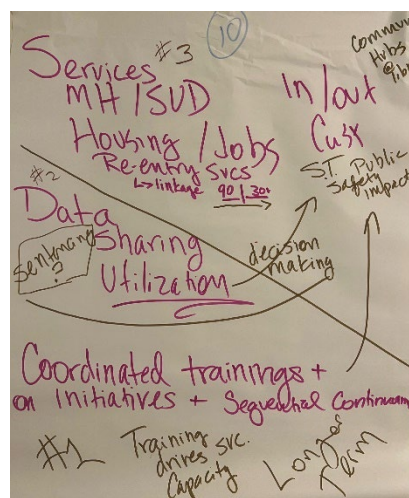 10
#3
Services
MH/SUD
Housing / Jobs
Re-entry Svcs
↳ linkage 90/30
In/out
Cust
S.T. Public
Safety
impact
Hubs
@
#2
Data
Sharing
Utilization
Sentencing
?
decision
making
Coordinated trainings +
on Initiatives + Sequential Continuum
#1
Training
drives svc.
Capacity
Longer
Term